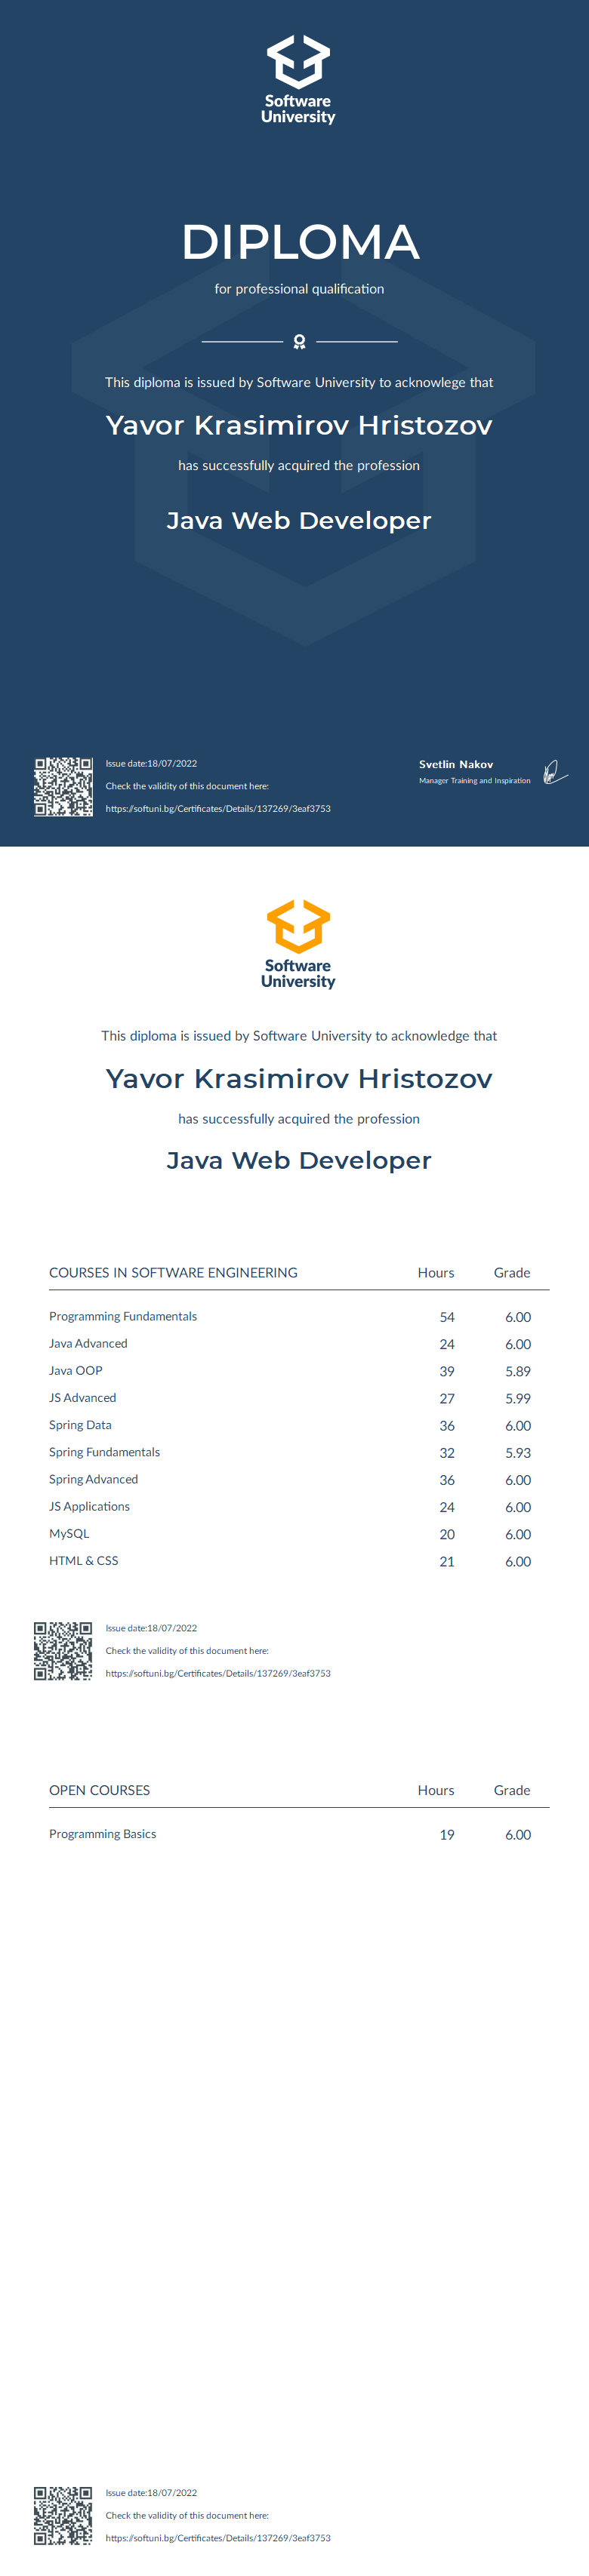 Software
University
DIPLOMA
for professional qualification
This diploma is issued by Software University to acknowlege that
Yavor Krasimirov Hristozov
has successfully acquired the profession
Java Web Developer
Issue date:18/07/2022
Check the validity of this document here:
https://softuni.bg/Certificates/Details/137269/3eaf3753
Svetlin Nakov
Manager Training and Inspiration
Software
University
This diploma is issued by Software University to acknowledge that
Yavor Krasimirov Hristozov
has successfully acquired the profession
Java Web Developer
COURSES IN SOFTWARE ENGINEERING Hours Grade
Programming Fundamentals 54 6.00
Java Advanced 24 6.00
Java OOP 39 5.89
JS Advanced 27 5.99
Spring Data 36 6.00
Spring Fundamentals 32 5.93
Spring Advanced 36 6.00
JS Applications 24 6.00
MySQL 20 6.00
HTML & CSS 21 6.00
Issue date:18/07/2022
Check the validity of this document here:
https://softuni.bg/Certificates/Details/137269/3eaf3753
OPEN COURSES Hours Grade
Programming Basics 19 6.00
Issue date:18/07/2022
Check the validity of this document here:
https://softuni.bg/Certificates/Details/137269/3eaf3753